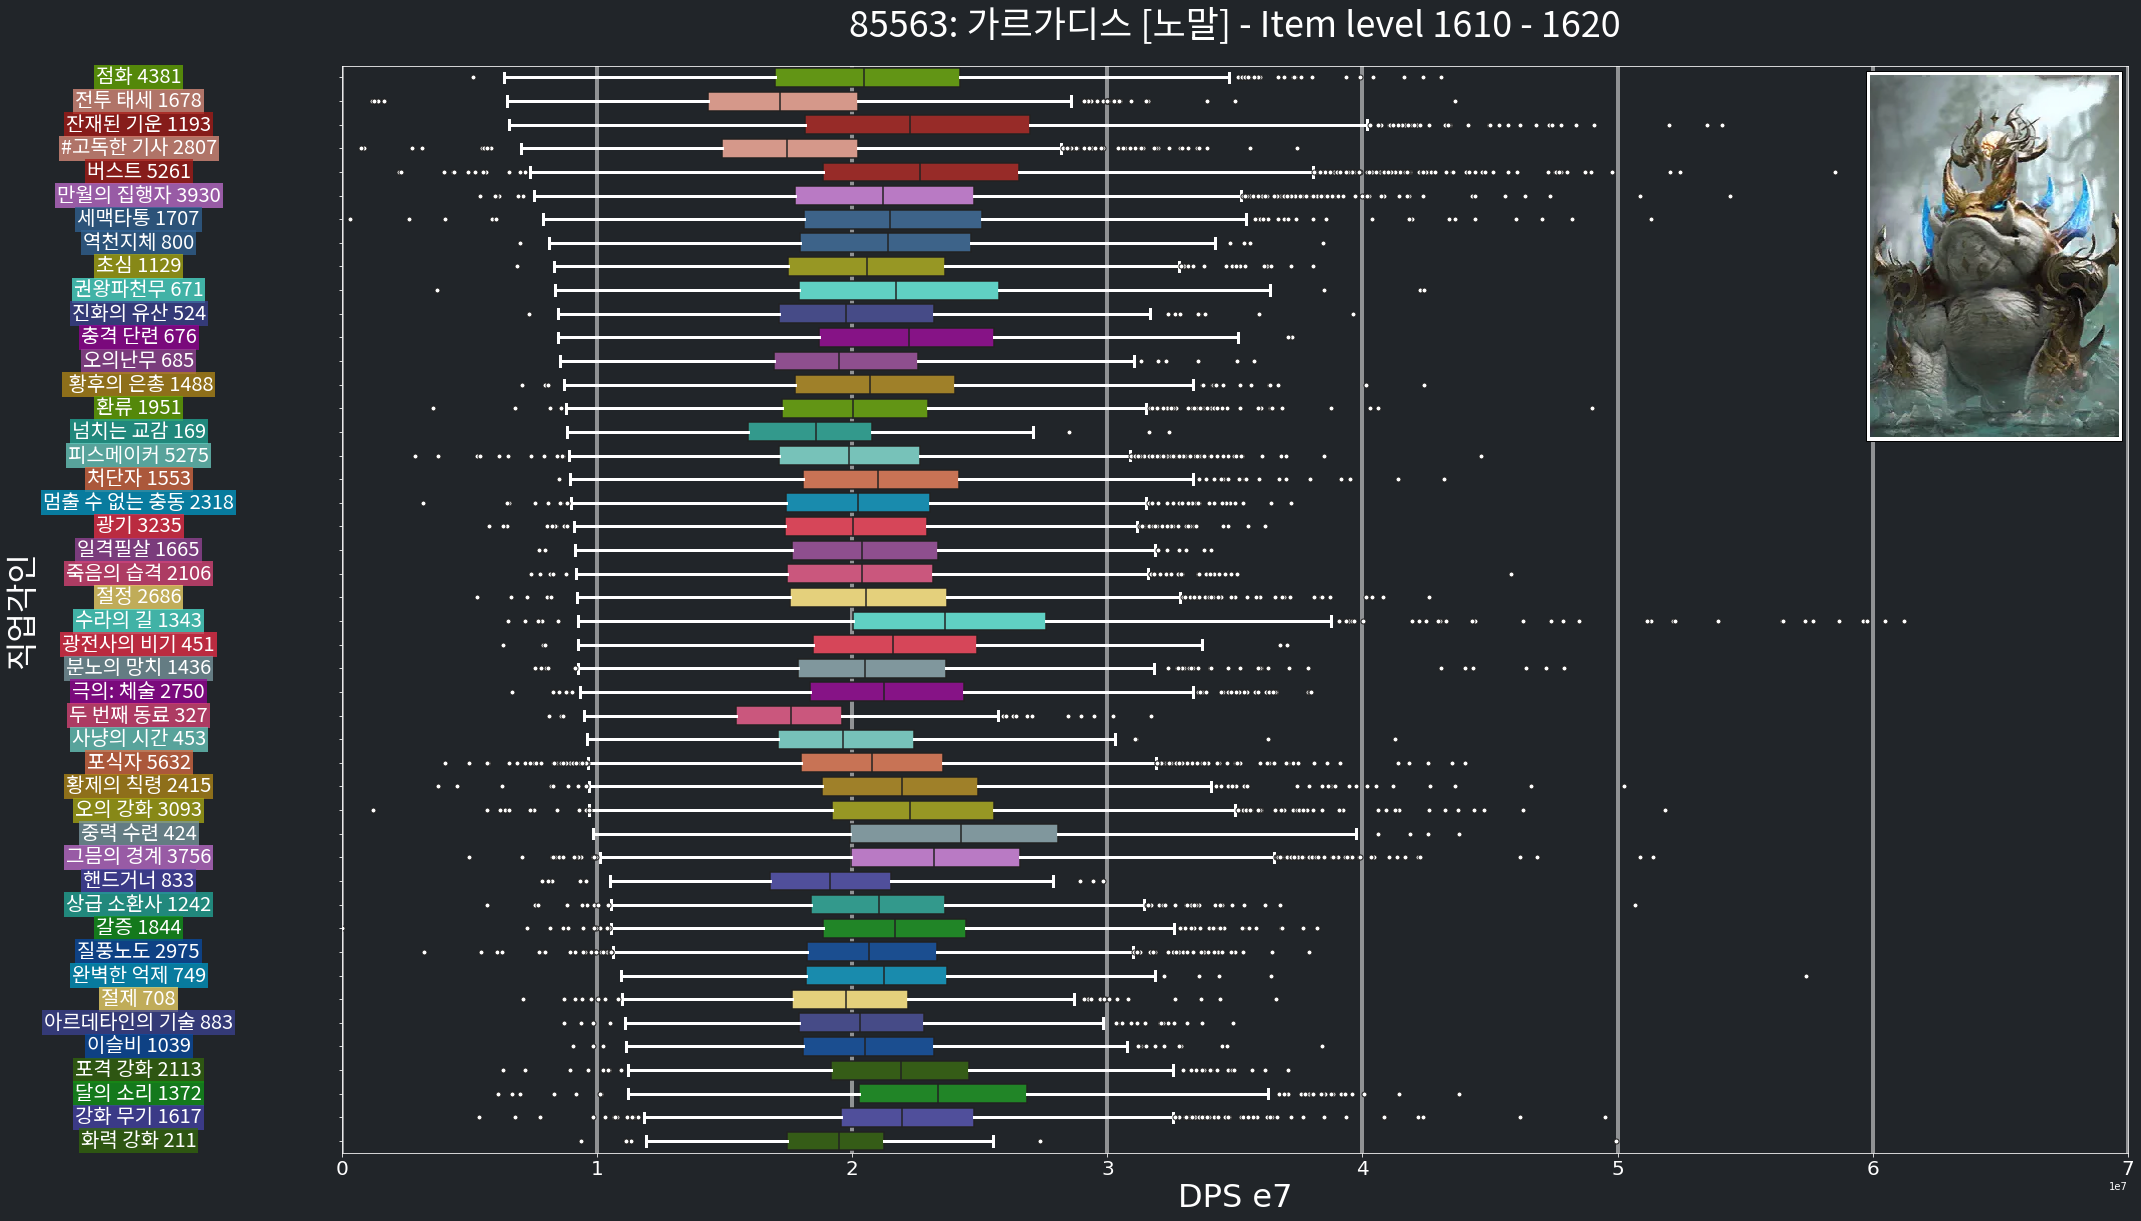 85563: 가르가디스 [노말] - Item level 1610 - 1620
점화 4381
전투 태세 1678
잔재된 기운 1193
#고독한 기사 2807
버스트 5261
만월의 집행자 3930
세맥타통 1707
역천지체 800
초심 1129
권왕파천무 671
진화의 유산 524
충격 단련 676
오의난무 685
황후의 은총 1488
환류 1951
넘치는 교감 169
피스메이커 5275
처단자 1553
멈출 수 없는 충동 2318
광기 3235
일격필살 1665
죽음의 습격 2106
절정 2686
수라의 길 1343
광전사의 비기 451
분노의 망치 1436
극의: 체술 2750
두 번째 동료 327
사냥의 시간 453
포식자 5632
황제의 칙령 2415
오의 강화 3093
중력 수련 424
그믐의 경계 3756
핸드거너 833
상급 소환사 1242
갈증 1844
질풍노도 2975
완벽한 억제 749
절제 708
아르데타인의 기술 883
이슬비 1039
포격 강화 2113
달의 소리 1372
강화 무기 1617
화력 강화 211
직업각인
0 1 2 3 4 5 6 7
DPS e7
1e7